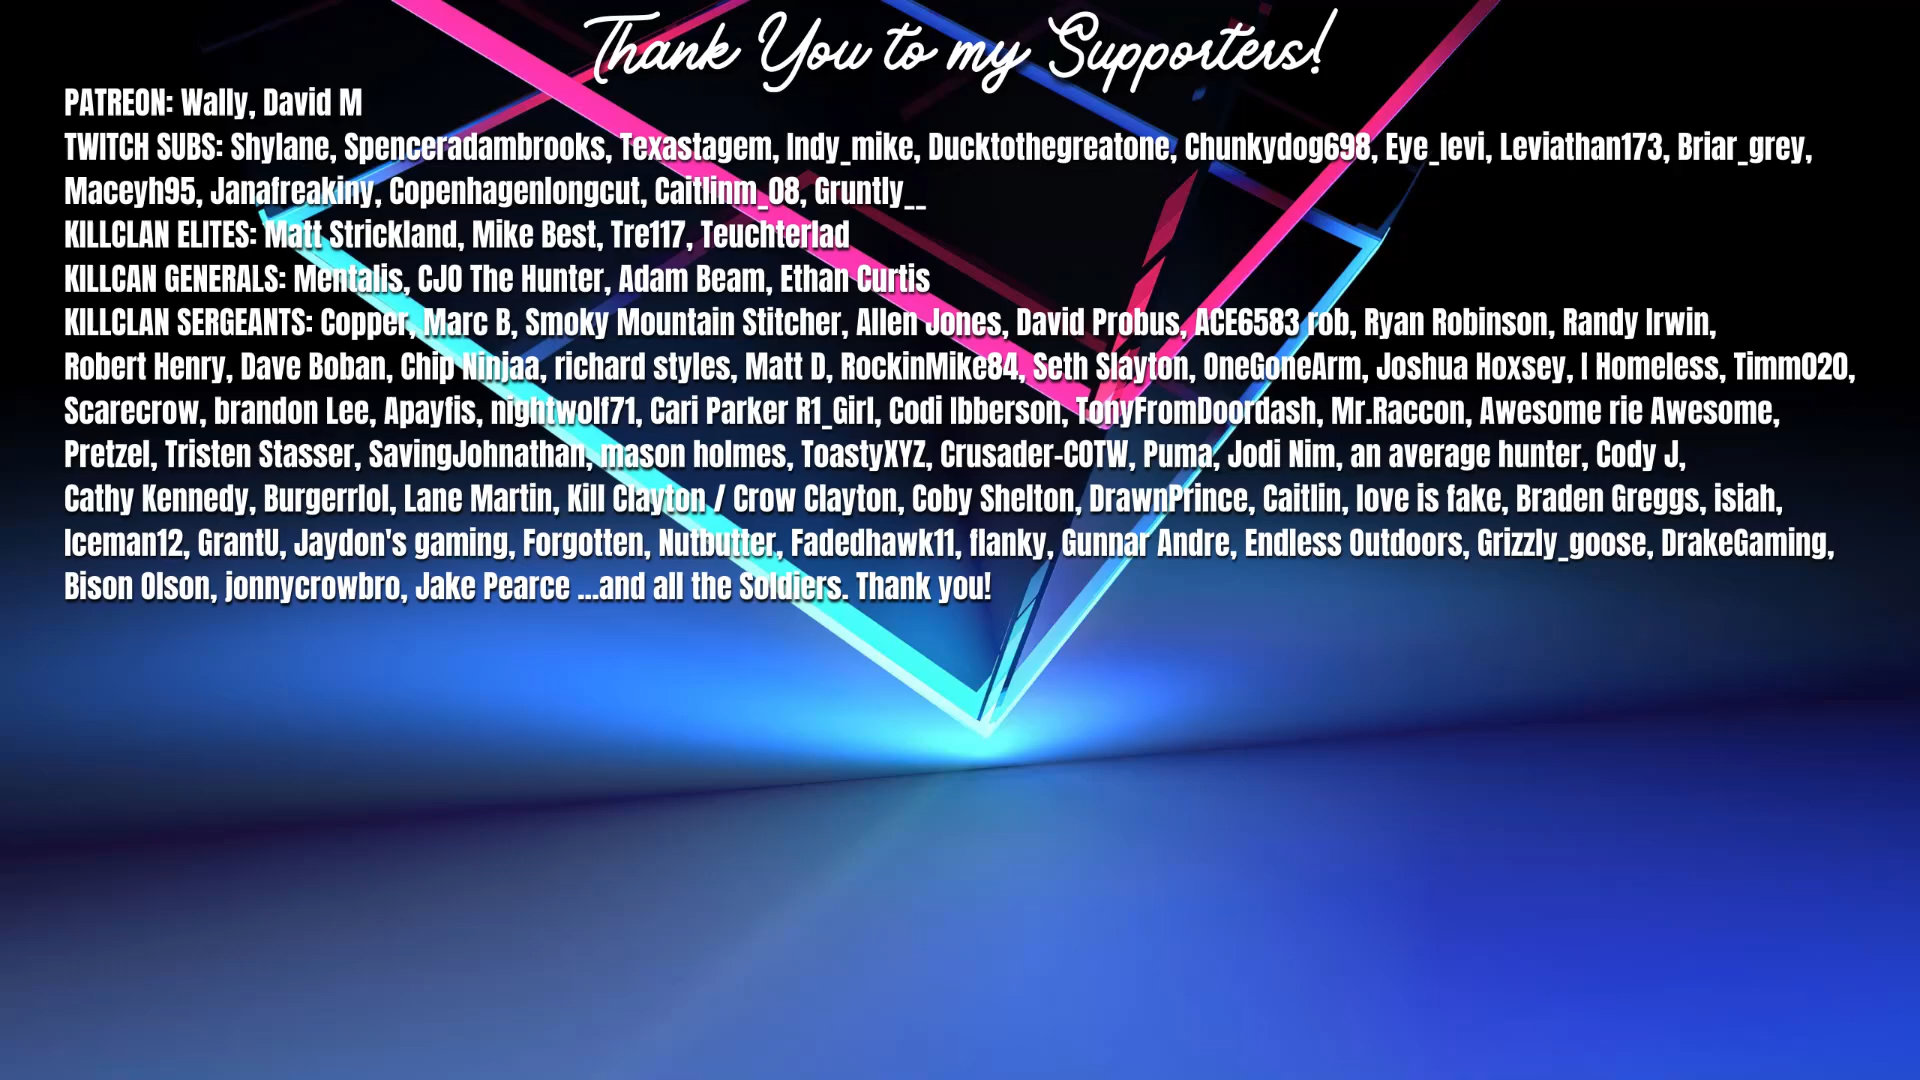 Thank You to my Supporters!
PATREON: Wally, David M
TWITCH SUBS: Shylane, Spenceradambrooks, Texastagem, Indy_mike, Ducktothegreatone, Chunkydog698, Eye_levi, Leviathan173, Briar_grey,
Maceyh95, Janafreakiny, Copenhagenlongcut, Caitlinm_08, Gruntly__
KILLCLAN ELITES: Matt Strickland, Mike Best, Tre117, Teuchterlad
KILLCAN GENERALS: Mentalis, CJO The Hunter, Adam Beam, Ethan Curtis
KILLCLAN SERGEANTS: Copper, Marc B, Smoky Mountain Stitcher, Allen Jones, David Probus, ACE6583 rob, Ryan Robinson, Randy Irwin,
Robert Henry, Dave Boban, Chip Ninjaa, richard styles, Matt D, RockinMike84, Seth Slayton, OneGoneArm, Joshua Hoxsey, I Homeless, Timm020,
Scarecrow, brandon Lee, Apayfis, nightwolf71, Cari Parker R1_Girl, Codi Ibberson, TonyFromDoordash, Mr.Raccon, Awesome rie Awesome,
Pretzel, Tristen Stasser, SavingJohnathan, mason holmes, ToastyXYZ, Crusader-COTW, Puma, Jodi Nim, an average hunter, Cody J,
Cathy Kennedy, Burgerrlol, Lane Martin, Kill Clayton / Crow Clayton, Coby Shelton, DrawnPrince, Caitlin, love is fake, Braden Greggs, isiah,
Iceman12, GrantU, Jaydon's gaming, Forgotten, Nutbutter, Fadedhawk11, flanky, Gunnar Andre, Endless Outdoors, Grizzly_goose, DrakeGaming,
Bison Olson, jonnycrowbro, Jake Pearce ...and all the Soldiers. Thank you!